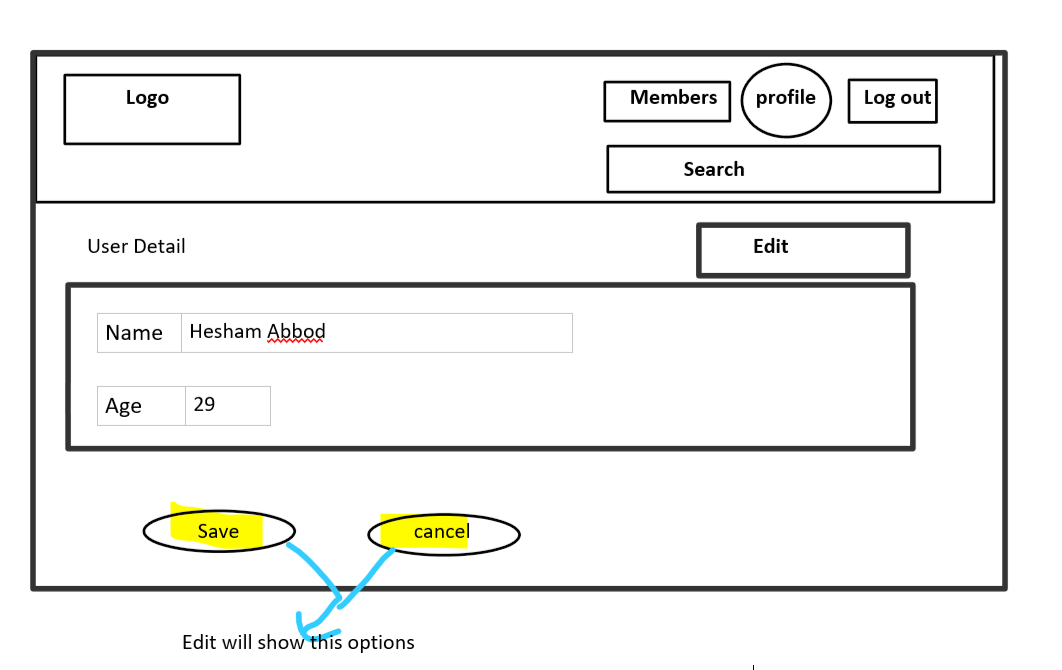 Logo
Members
profile
Log out
Search
User Detail
Edit
Name Hesham Abbod
Age 29
Save
cancel
Edit will show this options